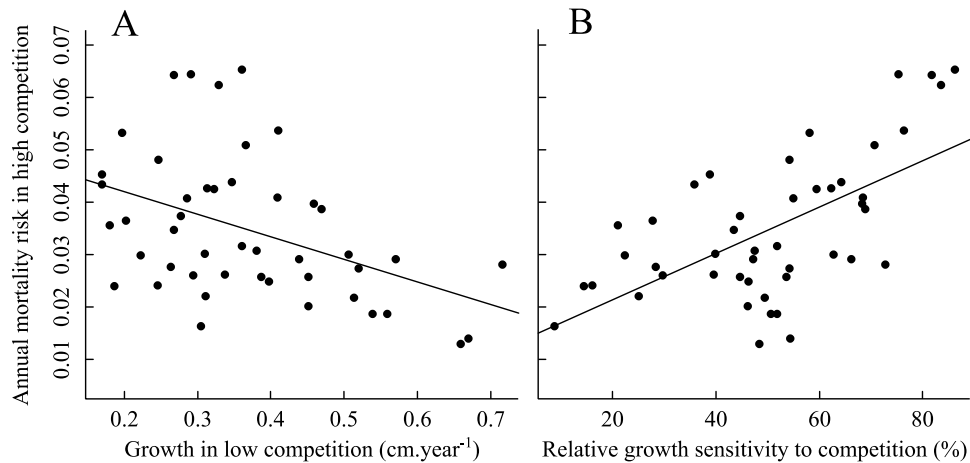 A
B
Annual mortality risk in high competition
0.07
0.06
0.05
0.04
0.03
0.02
0.01
0.2 0.3 0.4 0.5 0.6 0.7
20 40 60 80
Growth in low competition (cm.year⁻¹)
Relative growth sensitivity to competition (%)